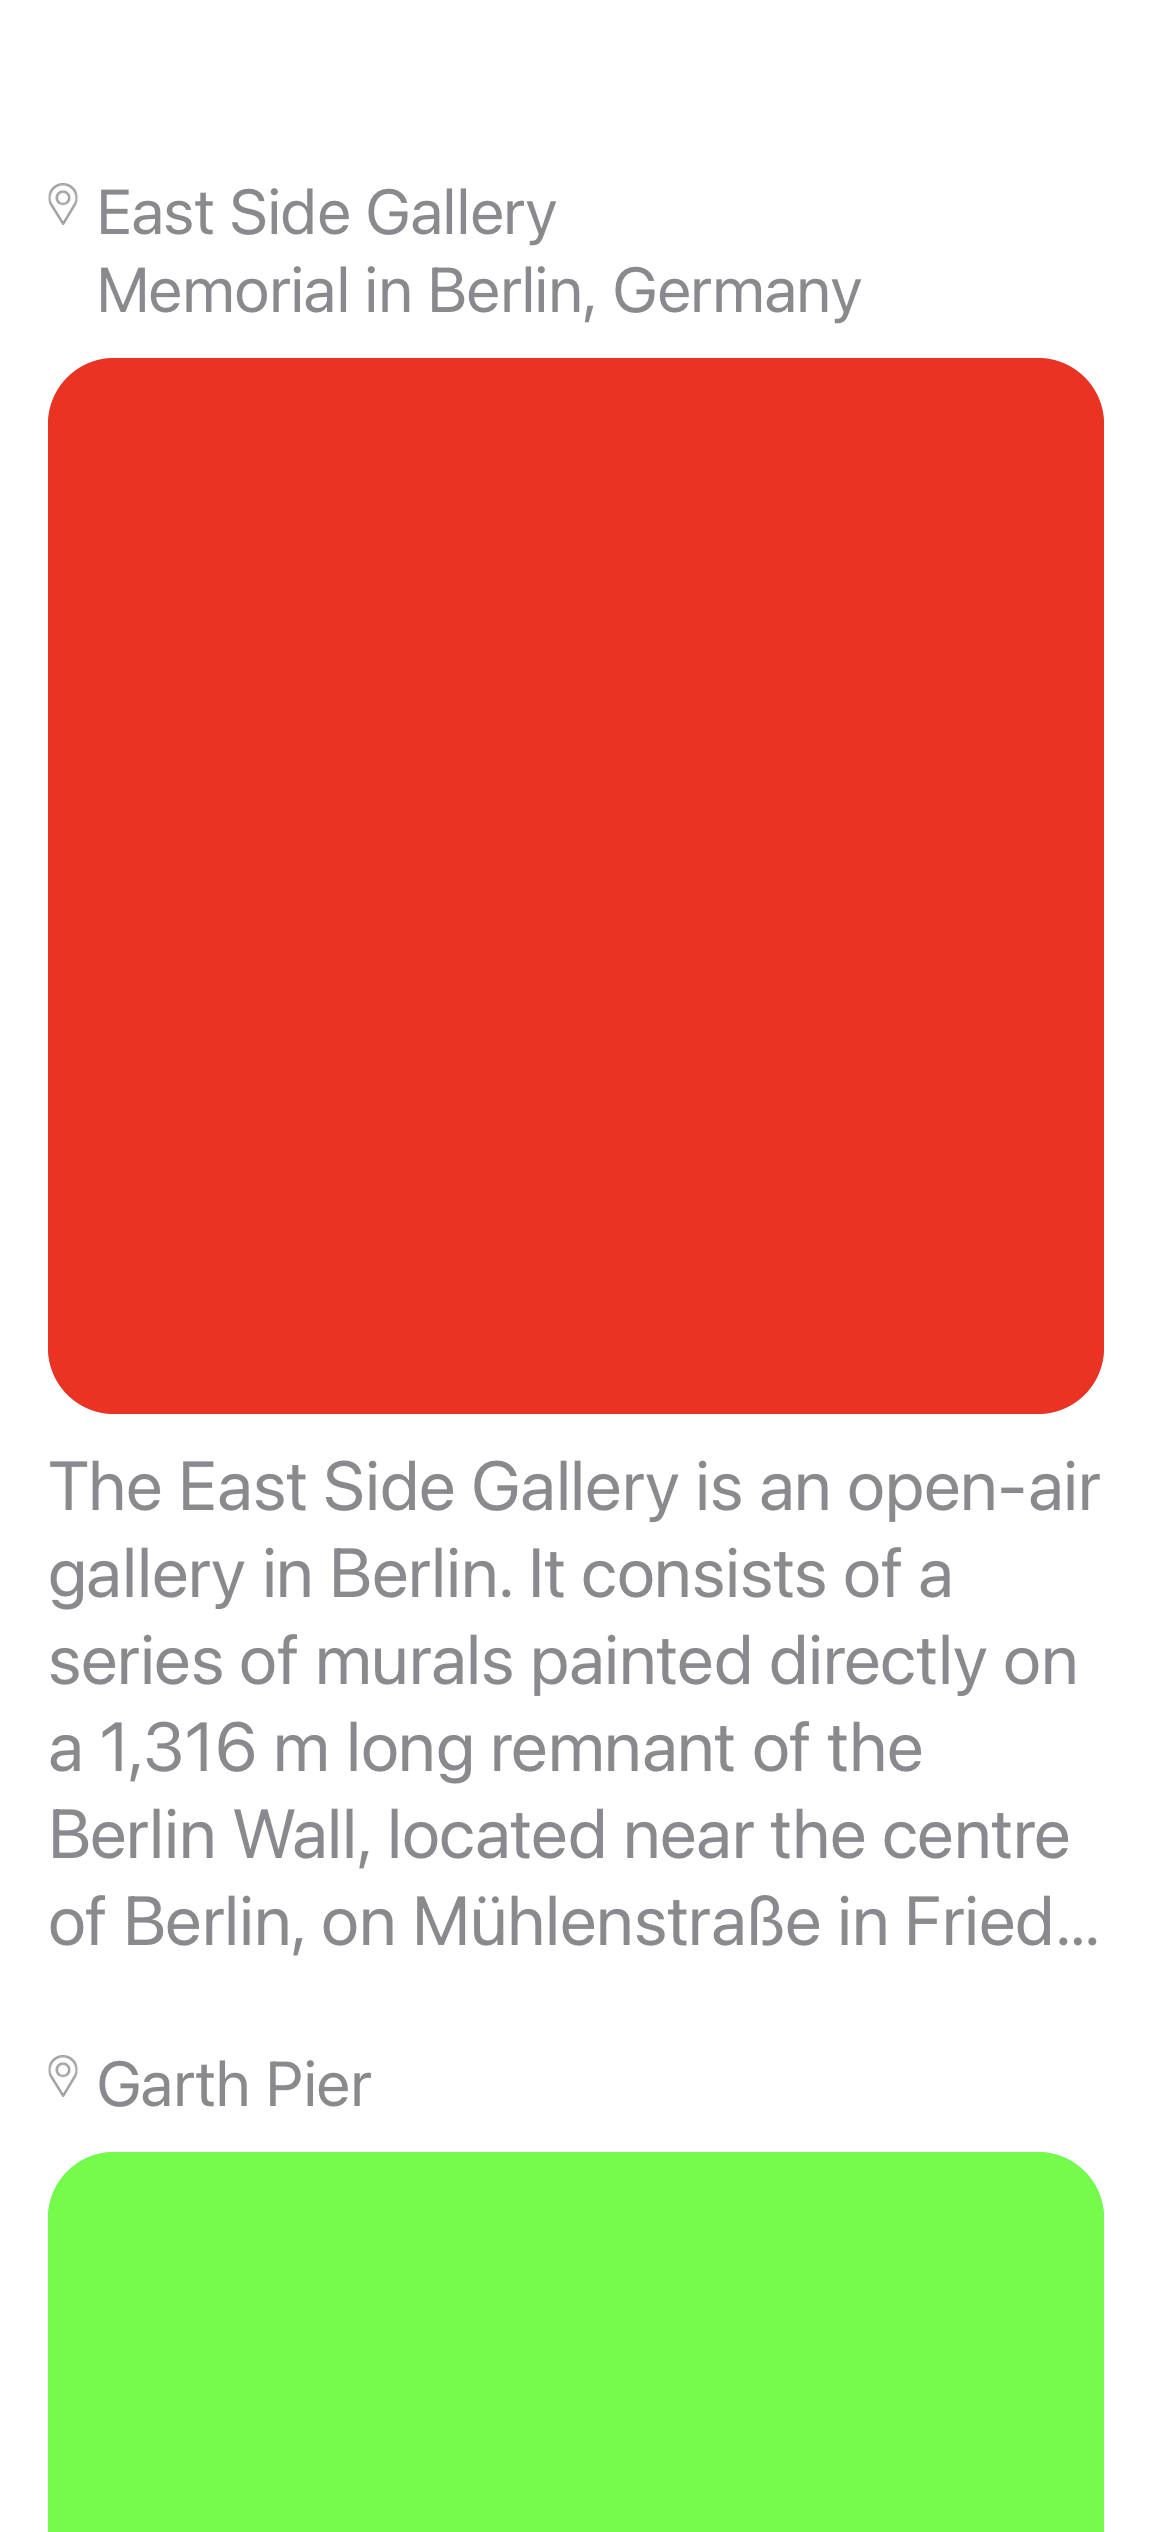 East Side Gallery
Memorial in Berlin, Germany
The East Side Gallery is an open-air
gallery in Berlin. It consists of a
series of murals painted directly on
a 1,316 m long remnant of the
Berlin Wall, located near the centre
of Berlin, on Mühlenstraße in Fried…
Garth Pier